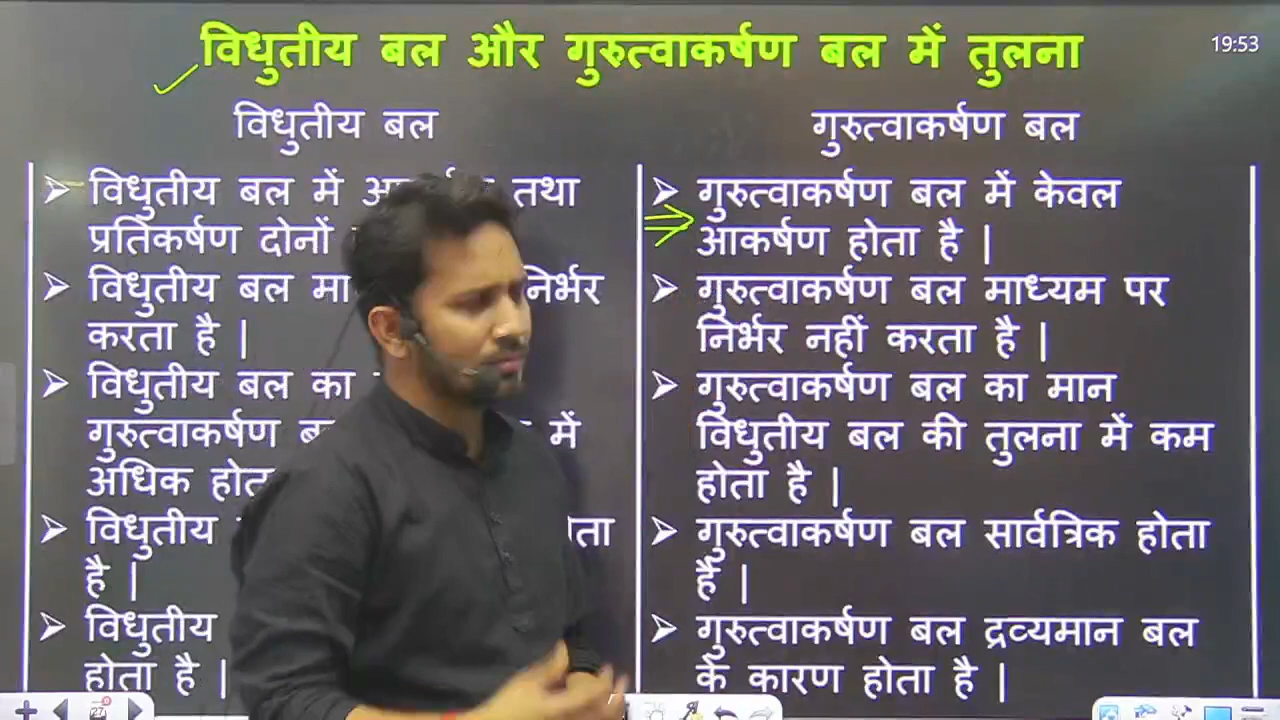 विधुतीय बल और गुरुत्वाकर्षण बल में तुलना
19:53
विधुतीय बल
विधुतीय बल में तथा
प्रतिकर्षण दोनों
विधुतीय बल निर्भर
करता है |
विधुतीय बल का
गुरुत्वाकर्षण में
अधिक
विधुतीय
है |
विधुतीय
होता है |
गुरुत्वाकर्षण बल
गुरुत्वाकर्षण बल में केवल
आकर्षण होता है |
गुरुत्वाकर्षण बल माध्यम पर
निर्भर नहीं करता है |
गुरुत्वाकर्षण बल का मान
विधुतीय बल की तुलना में कम
होता है |
गुरुत्वाकर्षण बल सार्वत्रिक होता
है |
गुरुत्वाकर्षण बल द्रव्यमान बल
के कारण होता है |
27